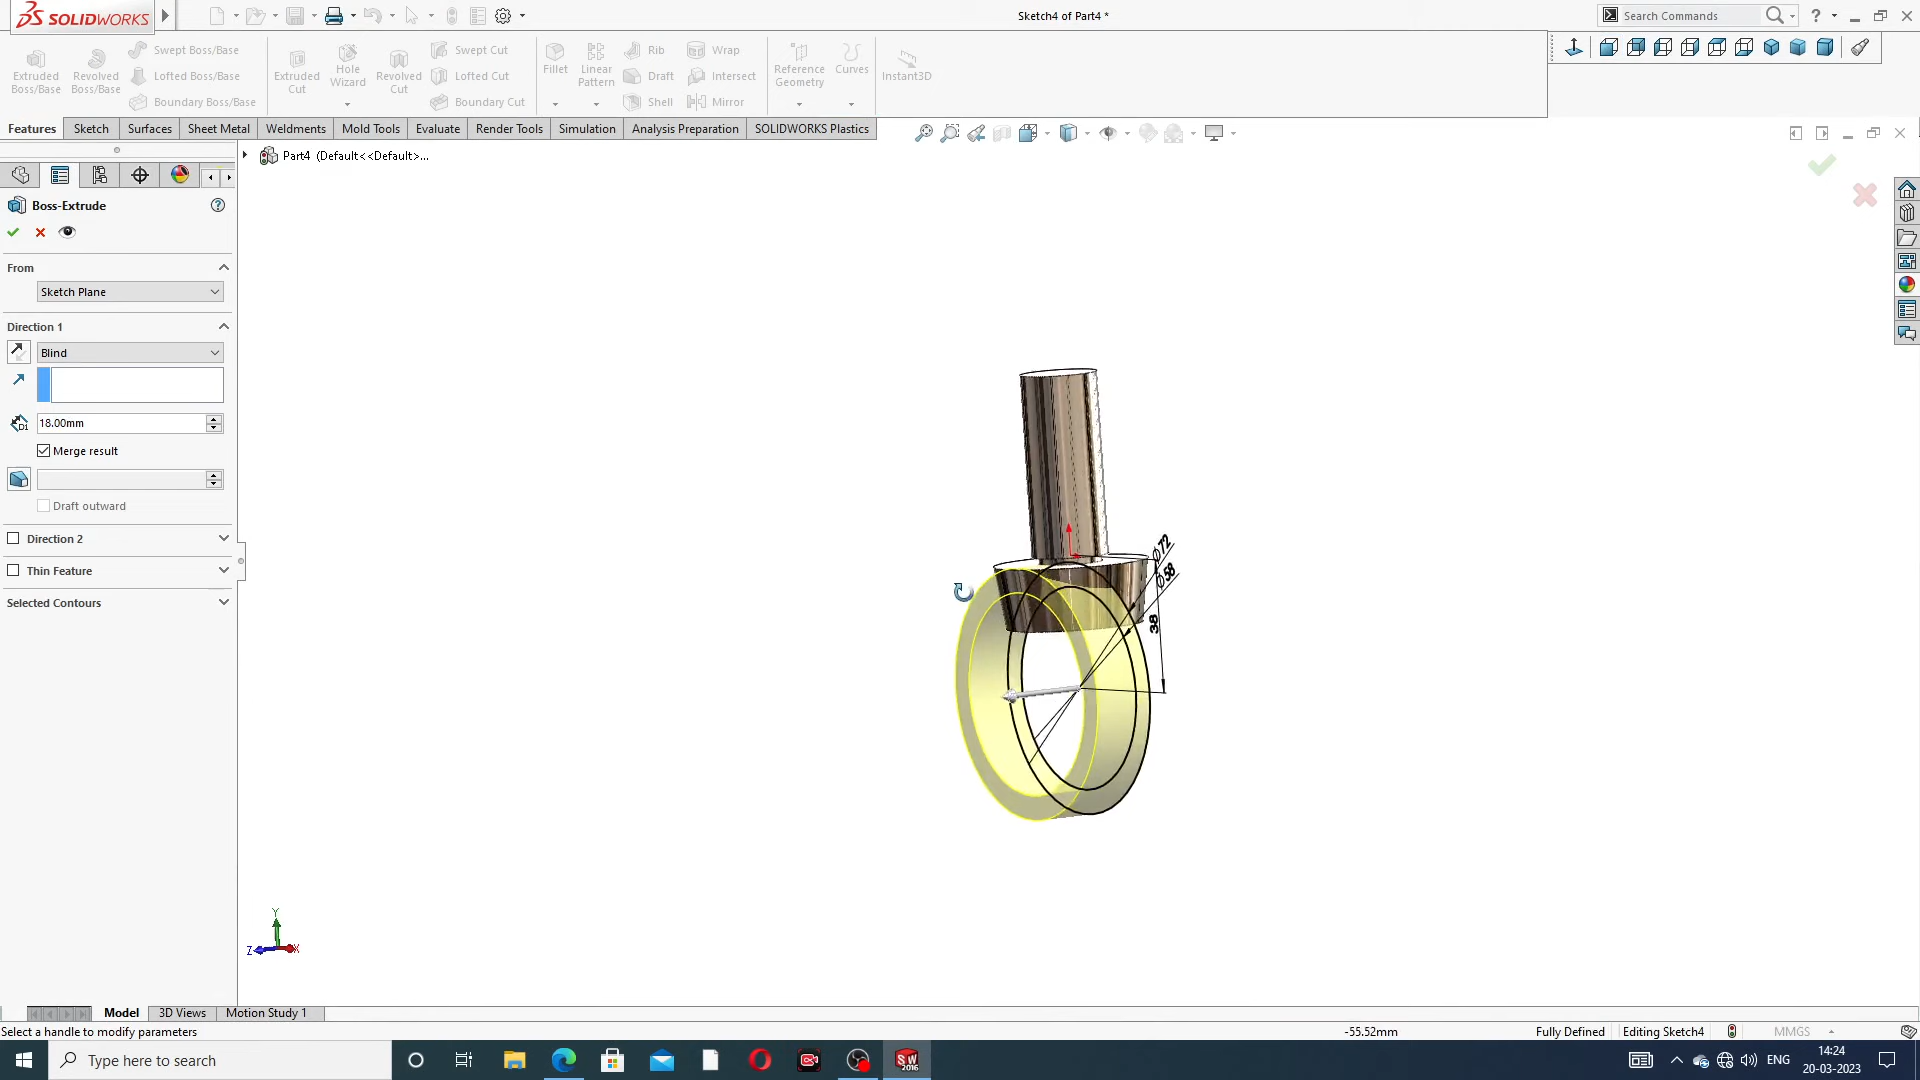 SOLIDWORKS
Sketch4 of Part4 *
Search Commands
Extruded Boss/Base
Revolved Boss/Base
Swept Boss/Base
Lofted Boss/Base
Boundary Boss/Base
Extruded Cut
Hole Wizard
Revolved Cut
Swept Cut
Lofted Cut
Boundary Cut
Fillet
Linear Pattern
Rib
Draft
Shell
Wrap
Intersect
Mirror
Reference Geometry
Curves
Instant3D
Features
Sketch
Surfaces
Sheet Metal
Weldments
Mold Tools
Evaluate
Render Tools
Simulation
Analysis Preparation
SOLIDWORKS Plastics
Part4 (Default<<Default>...
Boss-Extrude
From
Sketch Plane
Direction 1
Blind
18.00mm
Merge result
Draft outward
Direction 2
Thin Feature
Selected Contours
Ø72
Ø58
38
Y
Z
X
Model
3D Views
Motion Study 1
Select a handle to modify parameters
-55.52mm
Fully Defined
Editing Sketch4
MMGS
Type here to search
SW
2016
ENG
14:24
20-03-2023